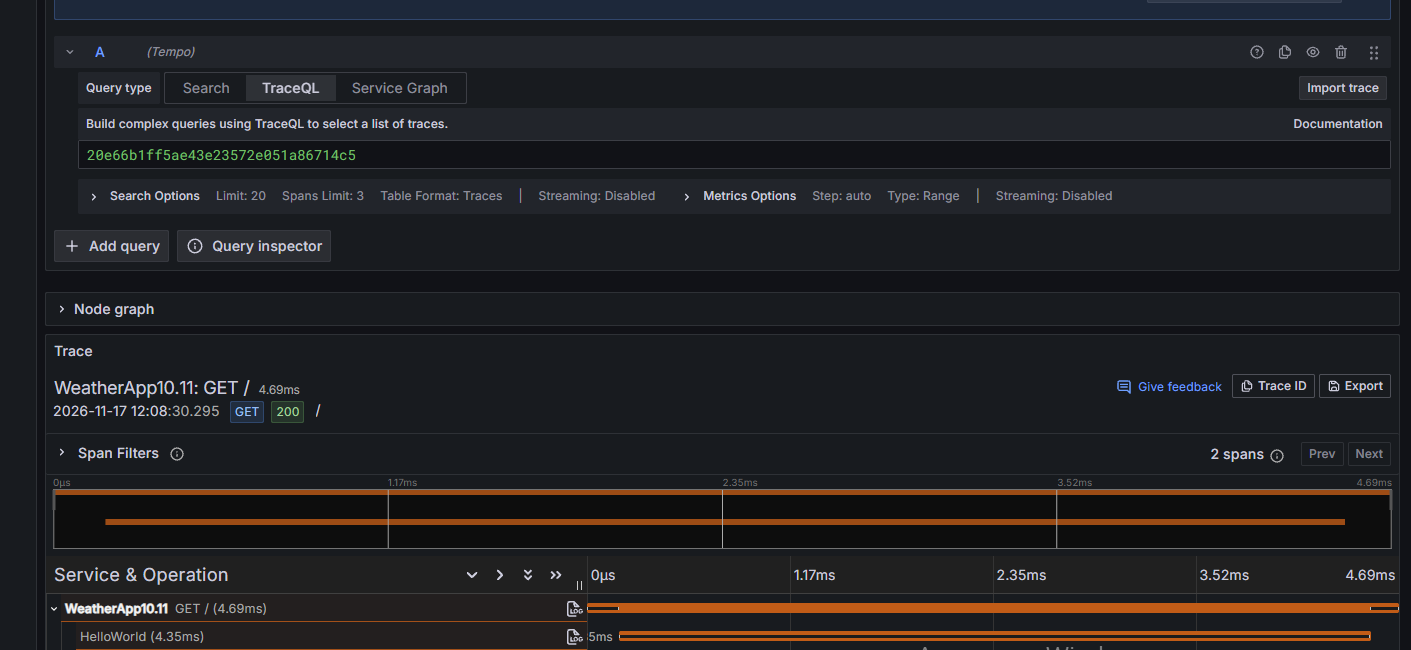 A (Tempo)
Query type Search TraceQL Service Graph Import trace
Build complex queries using TraceQL to select a list of traces. Documentation
20e66b1ff5ae43e23572e051a86714c5
Search Options Limit: 20 Spans Limit: 3 Table Format: Traces | Streaming: Disabled Metrics Options Step: auto Type: Range | Streaming: Disabled
+ Add query Query inspector
Node graph
Trace
WeatherApp10.11: GET / 4.69ms
Give feedback Trace ID Export
2026-11-17 12:08:30.295 GET 200 /
Span Filters 2 spans Prev Next
0μs 1.17ms 2.35ms 3.52ms 4.69ms
Service & Operation 0μs 1.17ms 2.35ms 3.52ms 4.69ms
WeatherApp10.11 GET / (4.69ms) LOG
HelloWorld (4.35ms) LOG 5ms